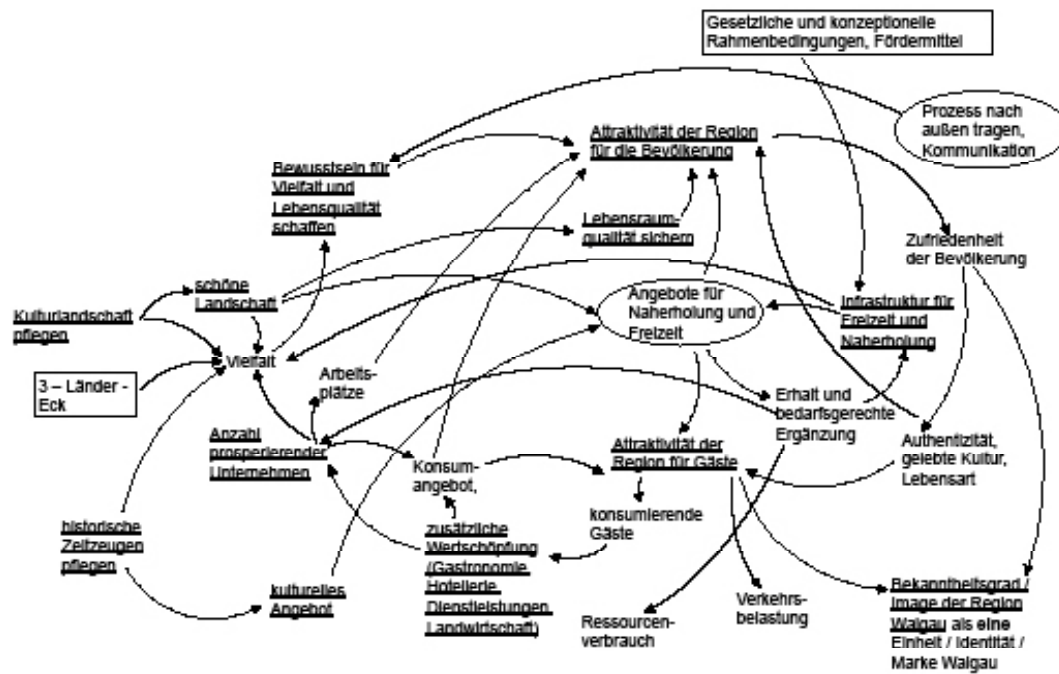 Gesetzliche und konzeptionelle
Rahmenbedingungen, Fördermittel
Prozess nach
außen tragen,
Kommunikation
Attraktivität der Region
für die Bevölkerung
Bewusstsein für
Vielfalt und
Lebensqualität
schaffen
Lebensraum-
qualität sichern
Zufriedenheit
der Bevölkerung
schöne
Landschaft
Kulturlandschaft
pflegen
Angebote für
Naherholung und
Freizeit
Infrastruktur für
Freizeit und
Naherholung
Vielfalt
3 – Länder -
Eck
Arbeits-
plätze
Erhalt und
bedarfsgerechte
Ergänzung
Anzahl
prosperierender
Unternehmen
Konsum-
angebot,
Attraktivität der
Region für Gäste
Authentizität,
gelebte Kultur,
Lebensart
konsumierende
Gäste
historische
Zeitzeugen
pflegen
zusätzliche
Wertschöpfung
(Gastronomie
Hotellerie
Dienstleistungen
Landwirtschaft)
kulturelles
Angebot
Ressourcen-
verbrauch
Verkehrs-
belastung
Bekanntheitsgrad /
Image der Region
Walgau als eine
Einheit / Identität /
Marke Walgau